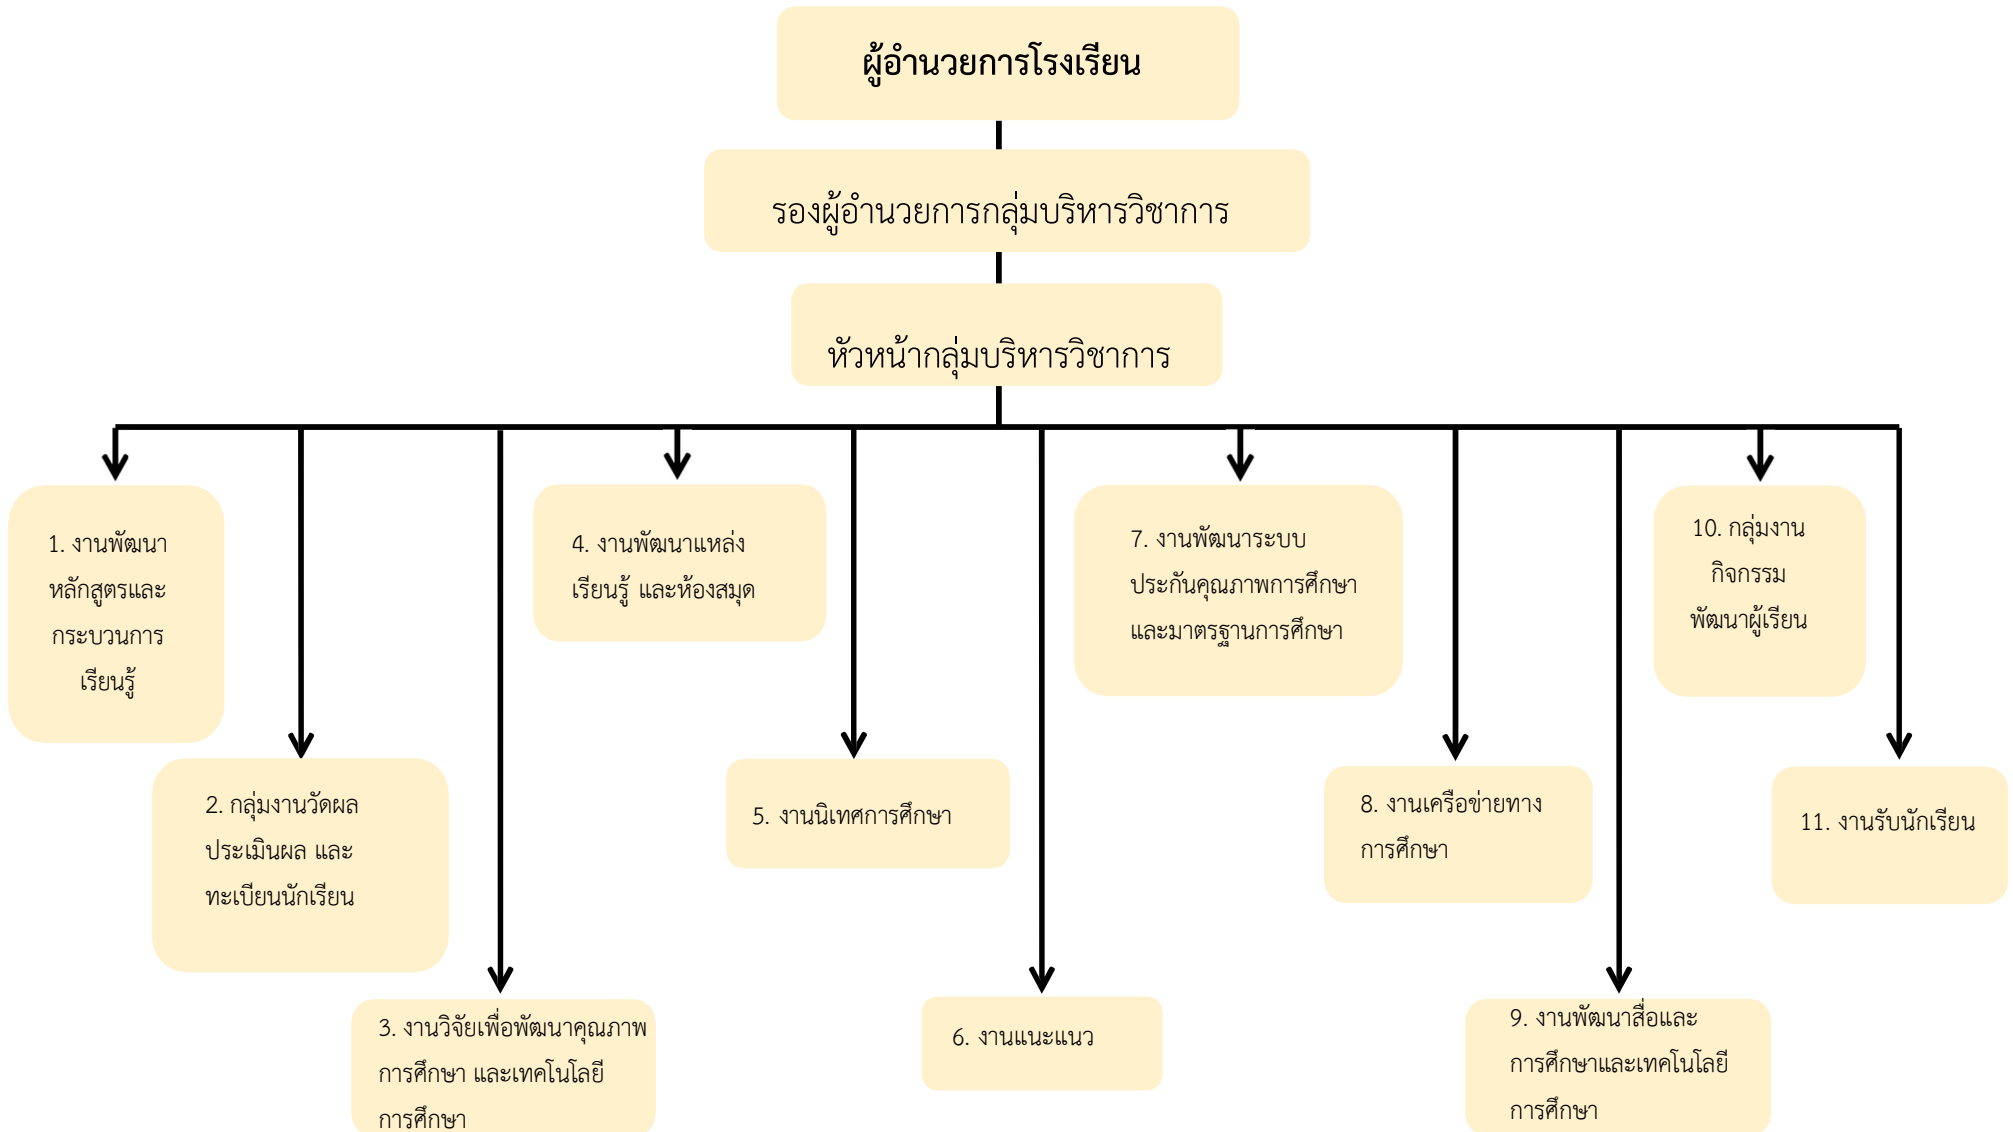 ผู้อำนวยการโรงเรียน
รองผู้อำนวยการกลุ่มบริหารวิชาการ
หัวหน้ากลุ่มบริหารวิชาการ
1. งานพัฒนา
หลักสูตรและ
กระบวนการ
เรียนรู้
2. กลุ่มงานวัดผล
ประเมินผล และ
ทะเบียนนักเรียน
3. งานวิจัยเพื่อพัฒนาคุณภาพ
การศึกษา และเทคโนโลยี
การศึกษา
4. งานพัฒนาแหล่ง
เรียนรู้ และห้องสมุด
5. งานนิเทศการศึกษา
6. งานแนะแนว
7. งานพัฒนาระบบ
ประกันคุณภาพการศึกษา
และมาตรฐานการศึกษา
8. งานเครือข่ายทาง
การศึกษา
9. งานพัฒนาสื่อและ
การศึกษาและเทคโนโลยี
การศึกษา
10. กลุ่มงาน
กิจกรรม
พัฒนาผู้เรียน
11. งานรับนักเรียน